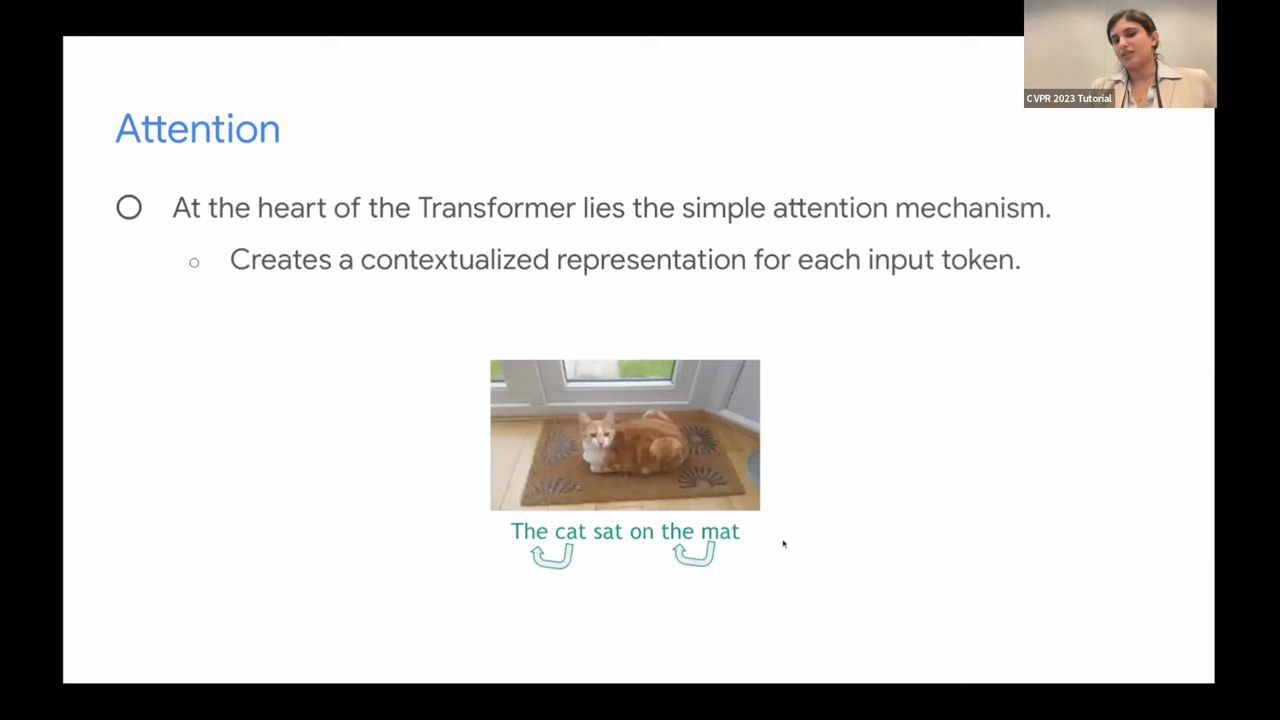 CVPR 2023 Tutorial
Attention
At the heart of the Transformer lies the simple attention mechanism.
Creates a contextualized representation for each input token.
The cat sat on the mat